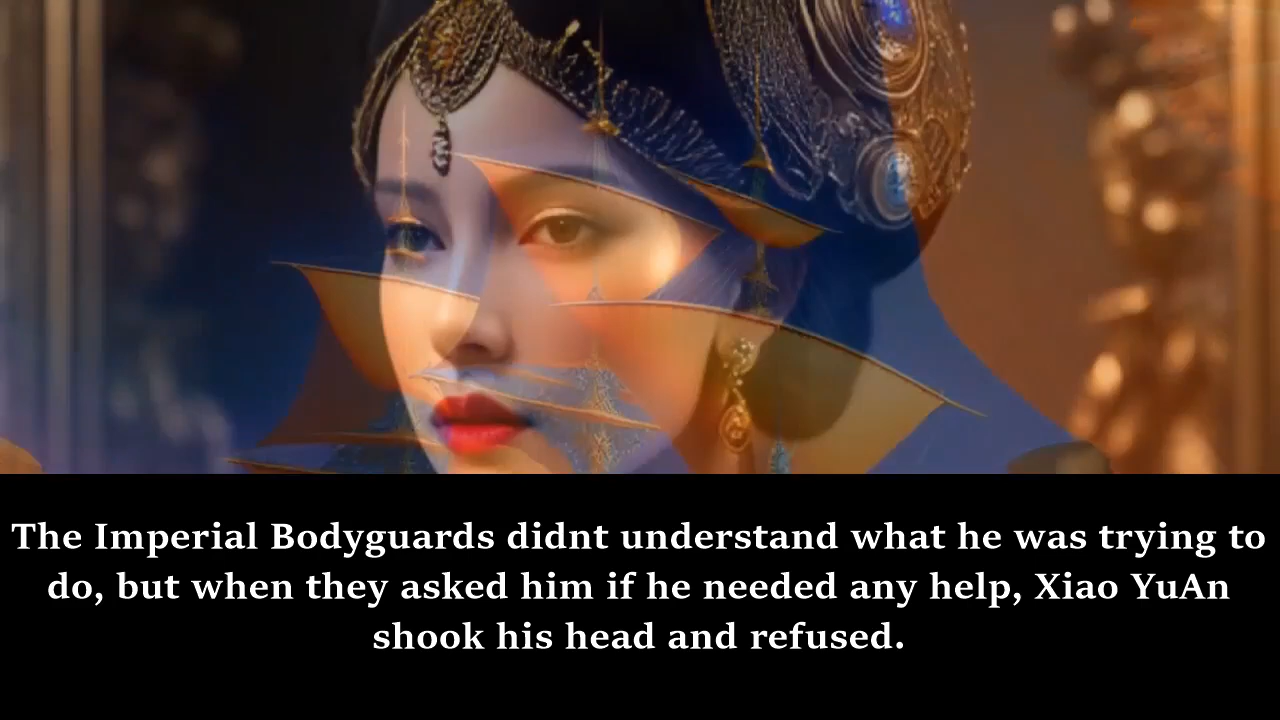 The Imperial Bodyguards didnt understand what he was trying to
do, but when they asked him if he needed any help, Xiao YuAn
shook his head and refused.